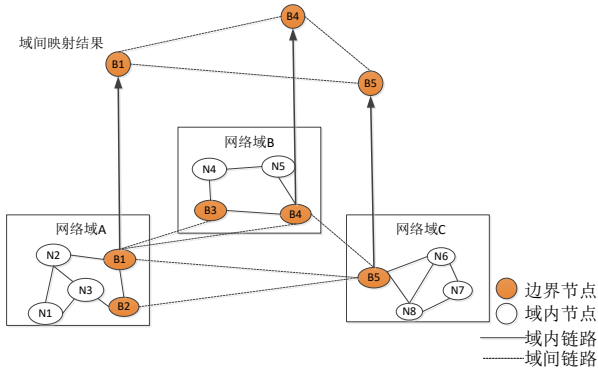 B4
域间映射结果
B1
B5
网络域B
N4
N5
B3
B4
网络域A
网络域C
N2
B1
N6
B5
N3
N7
B2
N1
N8
边界节点
域内节点
域内链路
域间链路